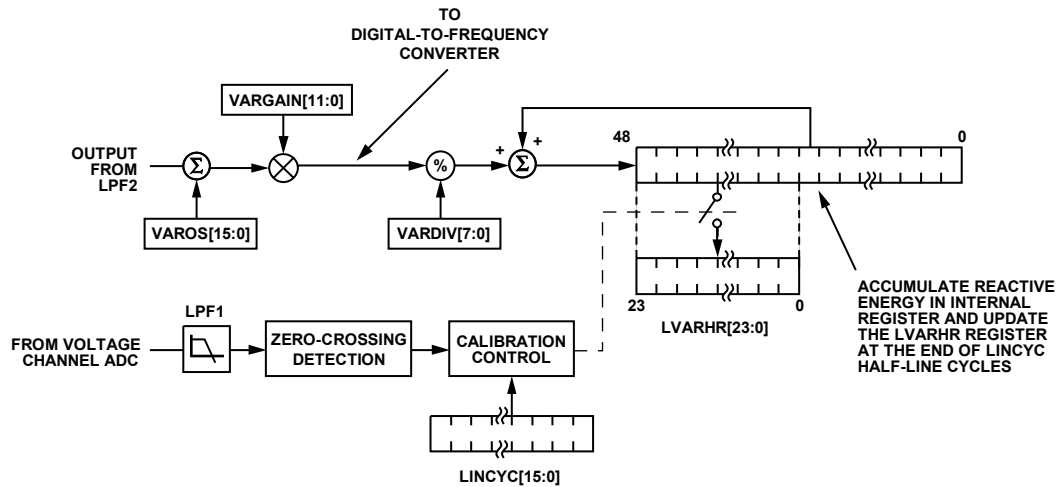 TO
DIGITAL-TO-FREQUENCY
CONVERTER
VARGAIN[11:0]
OUTPUT
FROM
LPF2
Σ
%
+
+
Σ
48
0
VAROS[15:0]
VARDIV[7:0]
23
0
LVARHR[23:0]
ACCUMULATE REACTIVE
ENERGY IN INTERNAL
REGISTER AND UPDATE
THE LVARHR REGISTER
AT THE END OF LINCYC
HALF-LINE CYCLES
LPF1
FROM VOLTAGE
CHANNEL ADC
ZERO-CROSSING
DETECTION
CALIBRATION
CONTROL
LINCYC[15:0]